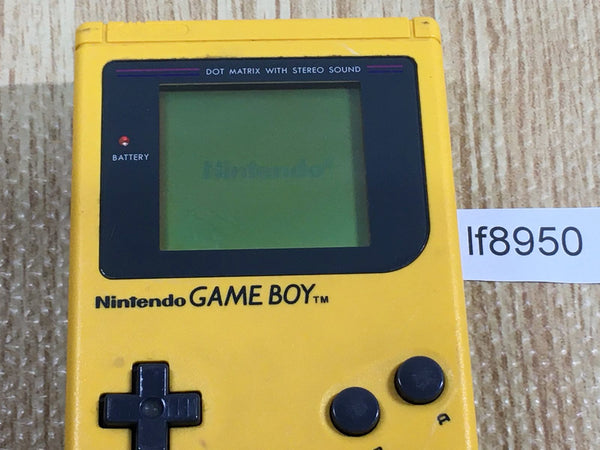 DOT MATRIX WITH STEREO SOUND
BATTERY
Nintendo®
lf8950
Nintendo GAME BOY TM
A